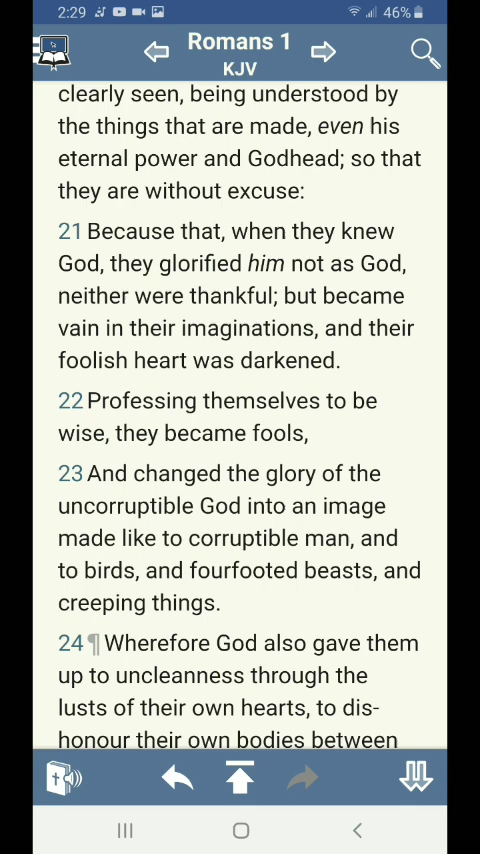 2:29
46%
Romans 1
KJV
clearly seen, being understood by
the things that are made, even his
eternal power and Godhead; so that
they are without excuse:
21 Because that, when they knew
God, they glorified him not as God,
neither were thankful; but became
vain in their imaginations, and their
foolish heart was darkened.
22 Professing themselves to be
wise, they became fools,
23 And changed the glory of the
uncorruptible God into an image
made like to corruptible man, and
to birds, and fourfooted beasts, and
creeping things.
24 ¶ Wherefore God also gave them
up to uncleanness through the
lusts of their own hearts, to dis-
honour their own bodies between